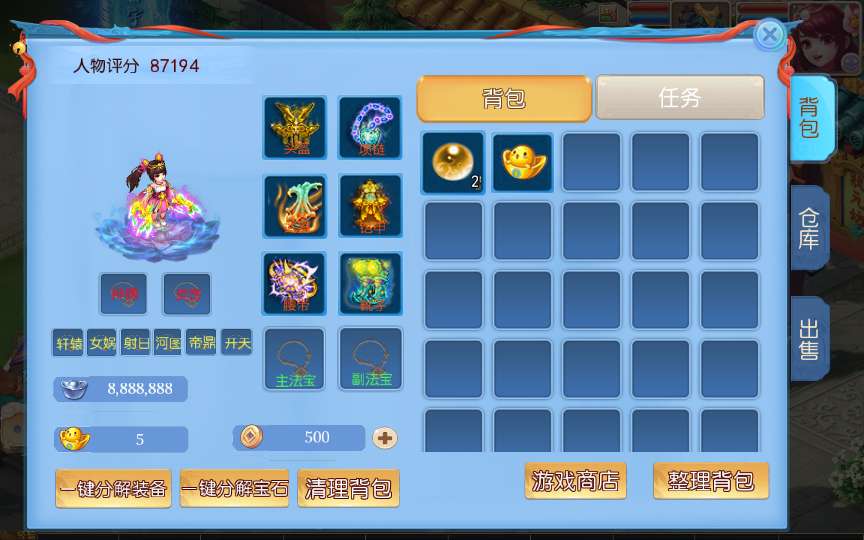 人物评分 87194
背包
任务
背包
仓库
出售
头盔
项链
腰带
靴子
主法宝
副法宝
2
轩辕
女娲
射日
河图
帝鼎
开天
8,888,888
5
500
一键分解装备
一键分解宝石
清理背包
游戏商店
整理背包